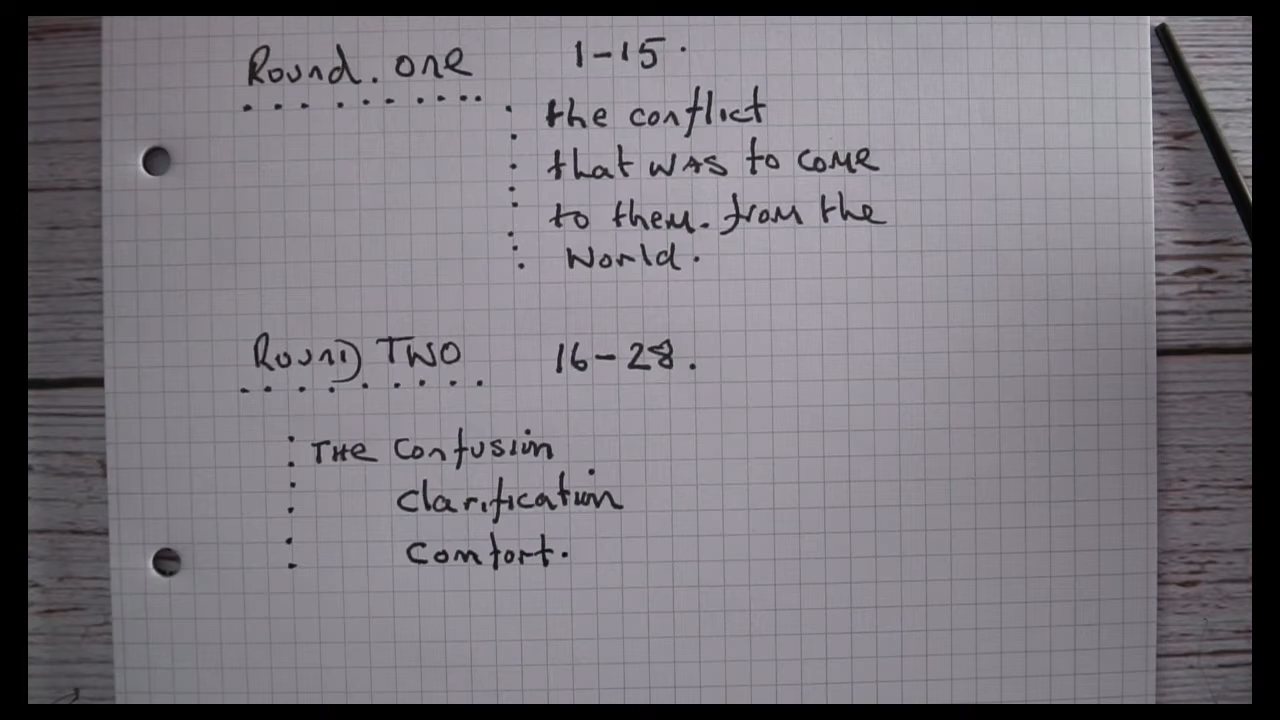 Round. one 1-15.
the conflict
that was to come
to them. from the
World.
Round TWO 16-28.
THe Confusion
Clarification
Comfort.